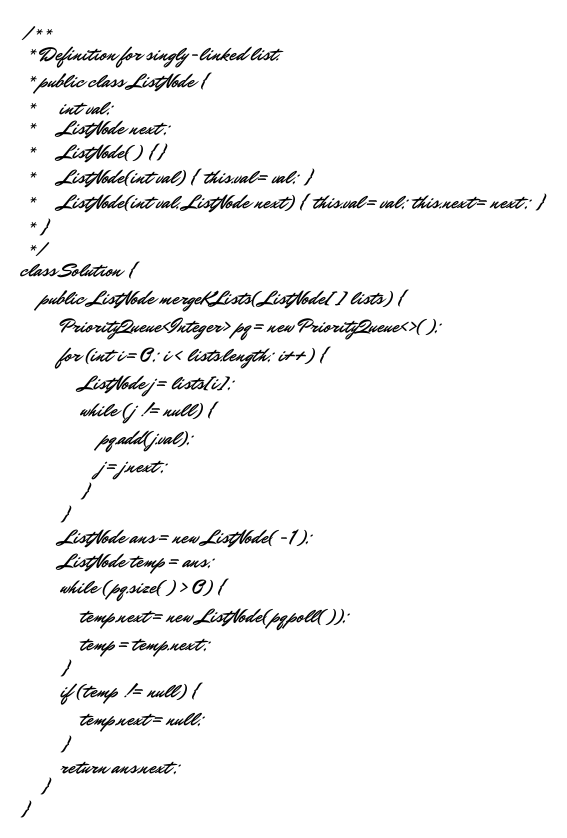 /**
* Definition for singly-linked list.
* public class ListNode {
*     int val;
*     ListNode next;
*     ListNode() {}
*     ListNode(int val) { this.val = val; }
*     ListNode(int val, ListNode next) { this.val = val; this.next = next; }
* }
*/
class Solution {
    public ListNode mergeKLists(ListNode[] lists) {
        PriorityQueue<Integer> pq = new PriorityQueue<>();
        for (int i = 0; i < lists.length; i++) {
            ListNode j = lists[i];
            while (j != null) {
                pq.add(j.val);
                j = j.next;
            }
        }
        ListNode ans = new ListNode(-1);
        ListNode temp = ans;
        while (pq.size() > 0) {
            temp.next = new ListNode(pq.poll());
            temp = temp.next;
        }
        if (temp != null) {
            temp.next = null;
        }
        return ans.next;
    }
}